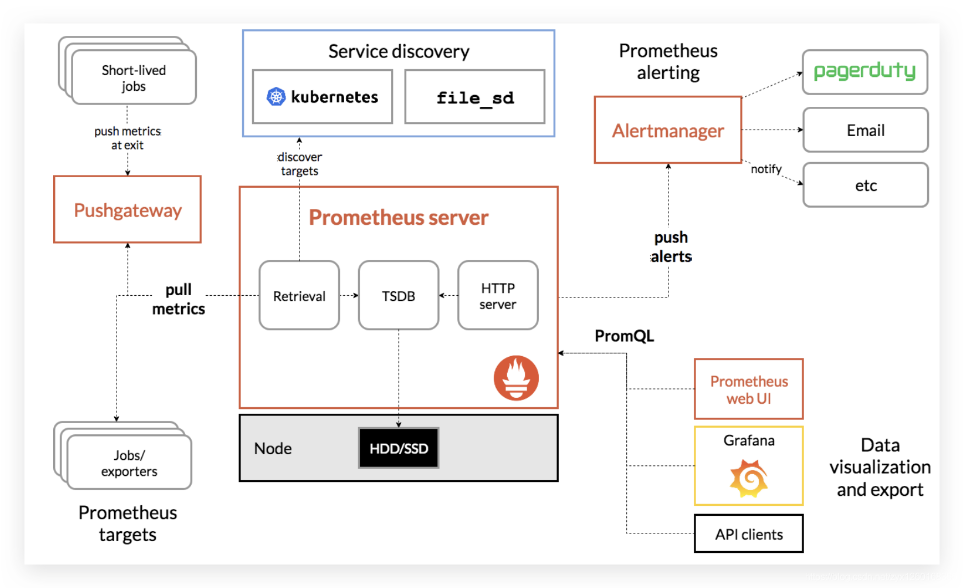 Short-lived
jobs
push metrics
at exit
Pushgateway
Service discovery
kubernetes
file_sd
discover
targets
Prometheus
alerting
Alertmanager
pagerduty
Email
notify
etc
Prometheus server
Retrieval
TSDB
HTTP
server
pull
metrics
push
alerts
PromQL
Node
HDD/SSD
Jobs/
exporters
Prometheus
targets
Prometheus
web UI
Grafana
API clients
Data
visualization
and export